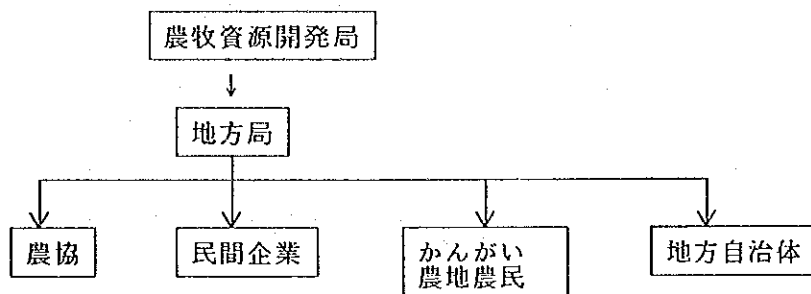 農牧資源開発局
地方局
農協
民間企業
かんがい
農地農民
地方自治体